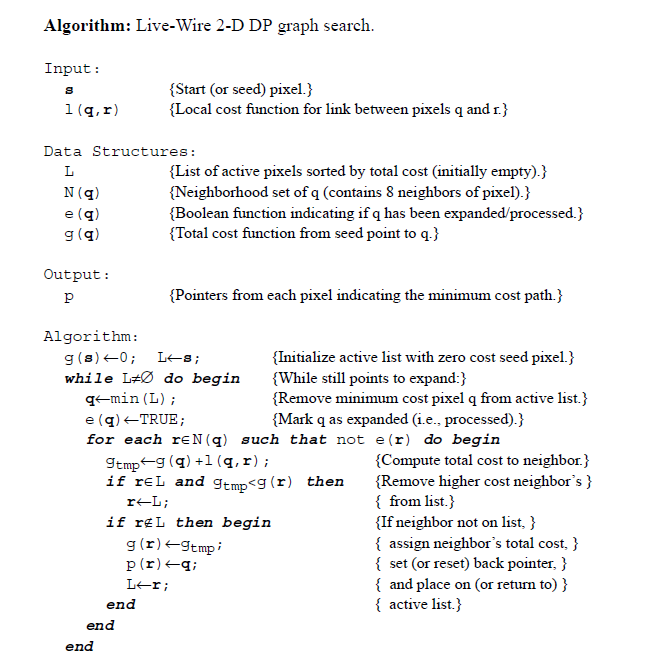 Algorithm: Live-Wire 2-D DP graph search.
Input:
s {Start (or seed) pixel.}
l(q,r) {Local cost function for link between pixels q and r.}
Data Structures:
L {List of active pixels sorted by total cost (initially empty).}
N(q) {Neighborhood set of q (contains 8 neighbors of pixel).}
e(q) {Boolean function indicating if q has been expanded/processed.}
g(q) {Total cost function from seed point to q.}
Output:
p {Pointers from each pixel indicating the minimum cost path.}
Algorithm:
g(s)←0; L←s; {Initialize active list with zero cost seed pixel.}
while L≠∅ do begin {While still points to expand:}
q←min(L); {Remove minimum cost pixel q from active list.}
e(q)←TRUE; {Mark q as expanded (i.e., processed).}
for each r∈N(q) such that not e(r) do begin
gtmp←g(q)+l(q,r); {Compute total cost to neighbor.}
if r∈L and gtmp<g(r) then {Remove higher cost neighbor's }
r←L; { from list.}
if r∉L then begin {If neighbor not on list, }
g(r)←gtmp; { assign neighbor's total cost, }
p(r)←q; { set (or reset) back pointer, }
L←r; { and place on (or return to) }
end { active list.}
end
end